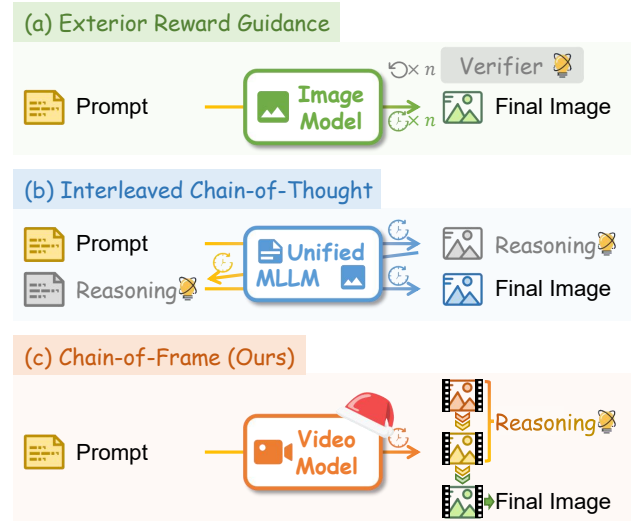 (a) Exterior Reward Guidance
× n Verifier
Prompt Image Model Final Image
× n
(b) Interleaved Chain-of-Thought
Prompt Unified MLLM Reasoning
Reasoning Final Image
(c) Chain-of-Frame (Ours)
Prompt Video Model Reasoning
Final Image